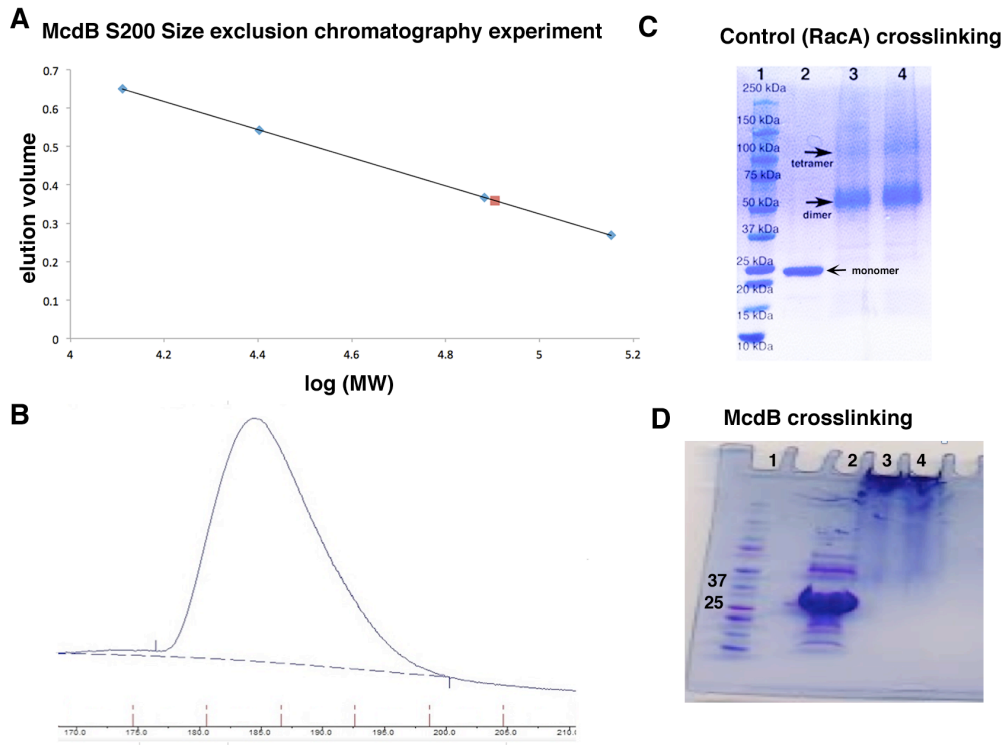 A
McdB S200 Size exclusion chromatography experiment
0.7
0.6
0.5
0.4
0.3
0.2
0.1
0
elution volume
4
4.2
4.4
4.6
4.8
5
5.2
log (MW)
B
170.0
175.0
180.0
185.0
190.0
195.0
200.0
205.0
210.0
C
Control (RacA) crosslinking
1 2 3 4
250 kDa
150 kDa
100 kDa
tetramer
75 kDa
50 kDa
dimer
37 kDa
25 kDa
monomer
20 kDa
15 kDa
10 kDa
D
McdB crosslinking
1 2 3 4
37
25